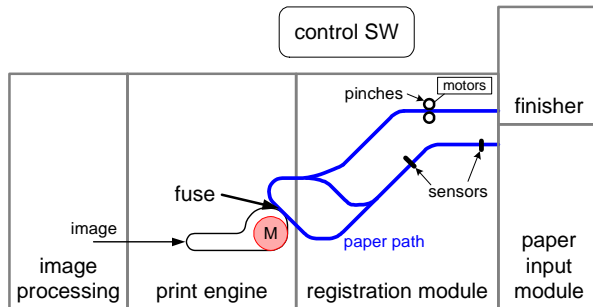 control SW
motors
pinches
finisher
fuse
sensors
image
M
paper path
paper
input
module
image
processing
print engine
registration module